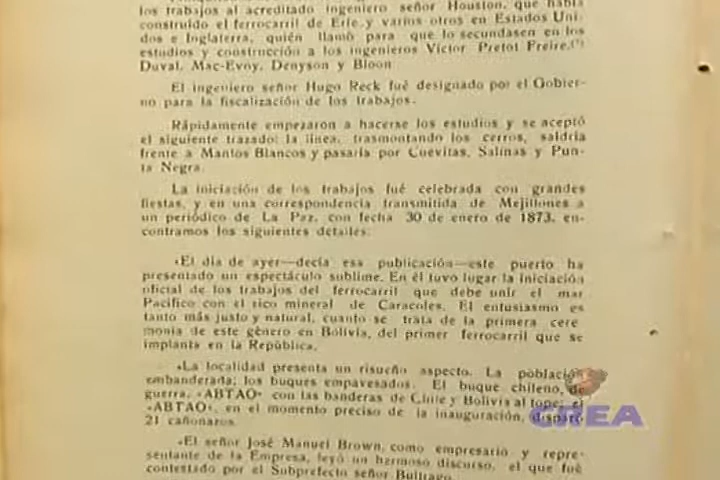 los trabajos al acreditado ingeniero señor Houston, que había
construído el ferrocarril de Erie y varios otros en Estados Uni-
dos e Inglaterra, quién llamó para que lo secundasen en los
estudios y construcción a los ingenieros Víctor Pretot Freire,
Duval, Mac-Evoy, Denyson y Bloon
El ingeniero señor Hugo Reck fué designado por el Gobier-
no para la fiscalización de los trabajos.
Rápidamente empezaron a hacerse los estudios y se aceptó
el siguiente trazado: la línea, trasmontando los cerros, saldría
frente a Mantos Blancos y pasaría por Cuevitas, Salinas y Pun-
ta Negra.
La iniciación de los trabajos fué celebrada con grandes
fiestas, y en una correspondencia transmitida de Mejillones a
un periódico de La Paz, con fecha 30 de enero de 1873, en-
contramos los siguientes detalles:
«El día de ayer—decía esa publicación—este puerto ha
presentado un espectáculo sublime. En él tuvo lugar la iniciación
oficial de los trabajos del ferrocarril que debe unir el mar
Pacífico con el rico mineral de Caracoles. El entusiasmo es
tanto más justo y natural, cuanto se trata de la primera cere
monia de este género en Bolivia, del primer ferrocarril que se
implanta en la República.
«La localidad presenta un risueño aspecto. La población
embanderada; los buques empavesados. El buque chileno, de
guerra, «ABTAO» con las banderas de Chile y Bolivia al tope; el
«ABTAO», en el momento preciso de la inauguración, disparó
21 cañonazos.
«El señor José Manuel Brown, como empresario y repre-
sentante de la Empresa, leyó un hermoso discurso, el que fué
contestado por el Subprefecto señor Buitrago.
CREA